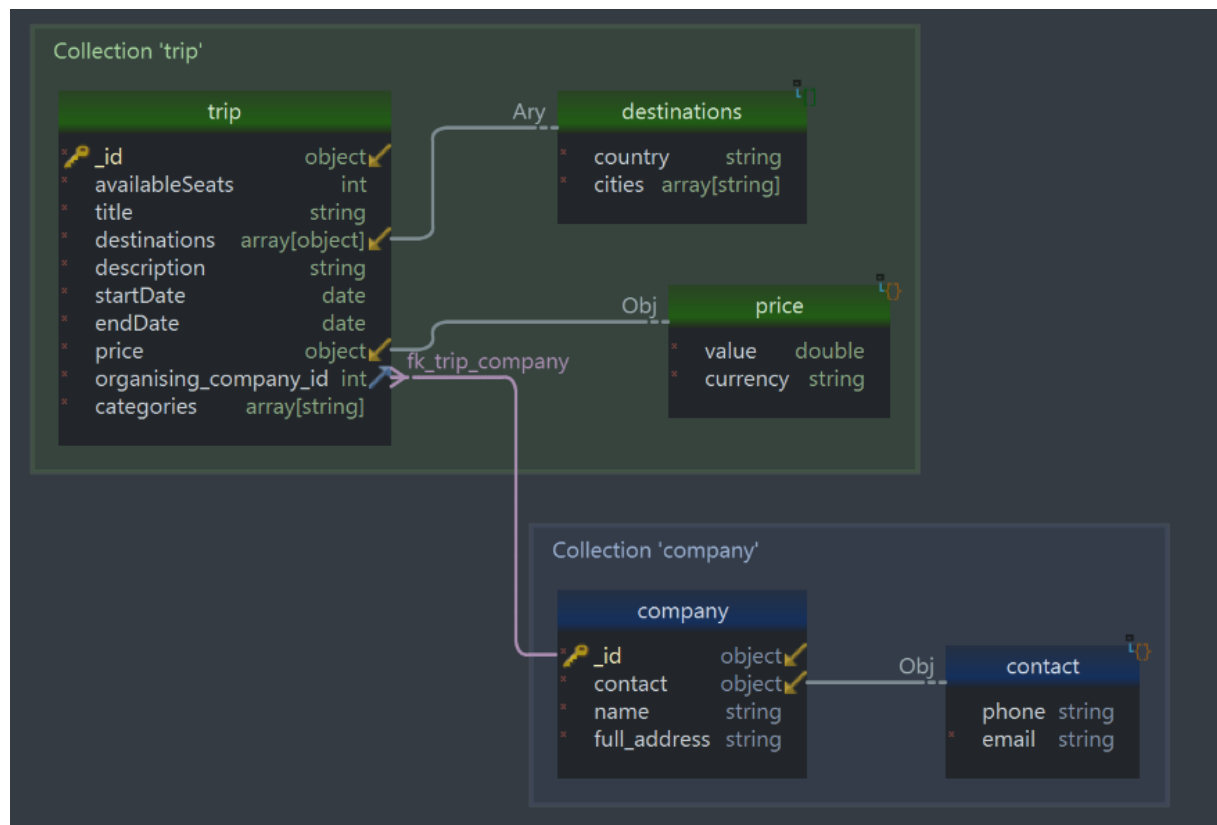 Collection 'trip'
trip
_id object
availableSeats int
title string
destinations array[object]
description string
startDate date
endDate date
price object
organising_company_id int
categories array[string]
Ary
destinations
country string
cities array[string]
Obj
price
value double
currency string
fk_trip_company
Collection 'company'
company
_id object
contact object
name string
full_address string
Obj
contact
phone string
email string